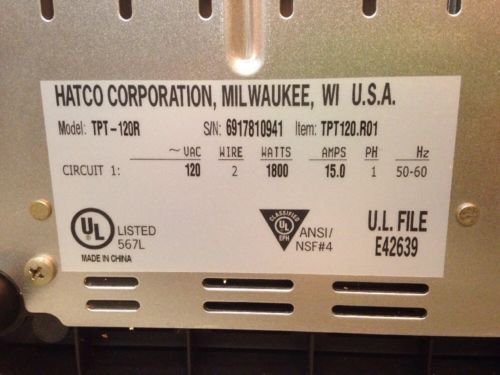 HATCO CORPORATION, MILWAUKEE, WI U.S.A.
Model: TPT-120R S/N: 6917810941 Item: TPT120.R01
~ VAC WIRE WATTS AMPS PH Hz
CIRCUIT 1: 120 2 1800 15.0 1 50-60
UL LISTED 567L
MADE IN CHINA
CLASSIFIED UL EPH ANSI/ NSF#4
U.L. FILE
E42639